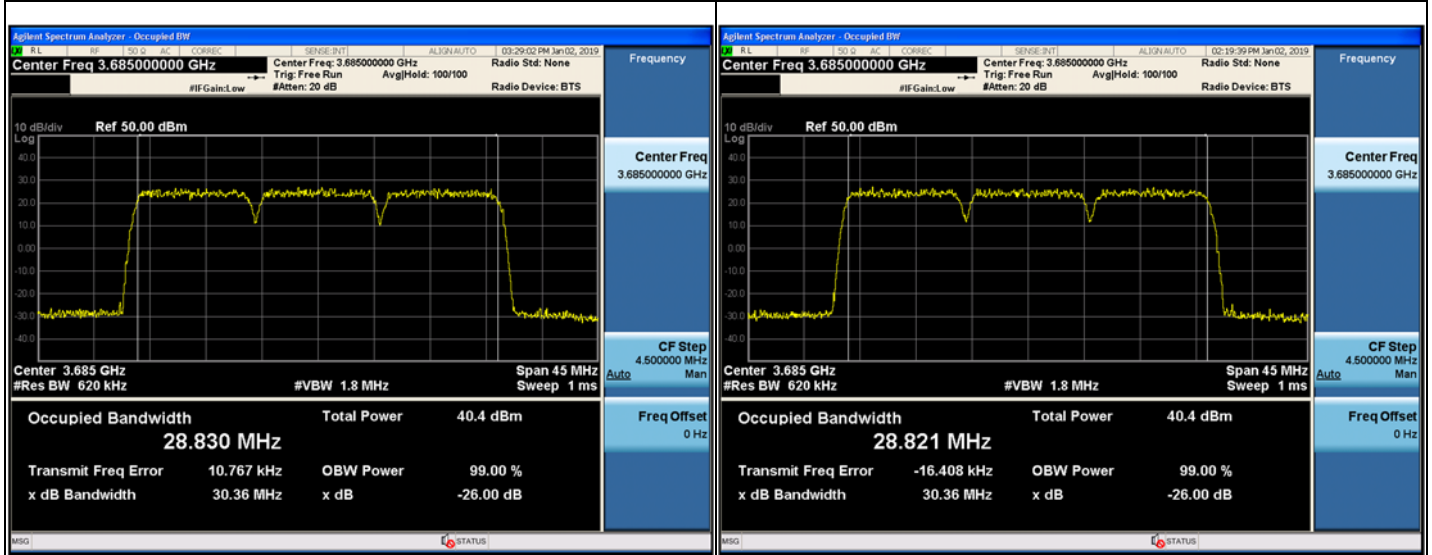 Agilent Spectrum Analyzer - Occupied BW
RL RF 50 Ω AC CORREC SENSE:INT ALIGNAUTO 03:29:02 PM Jan 02, 2019
Center Freq 3.685000000 GHz
Center Freq: 3.685000000 GHz
Radio Std: None
Trig: Free Run Avg|Hold: 100/100
#IFGain:Low #Atten: 20 dB
Radio Device: BTS
10 dB/div Ref 50.00 dBm
Log
40.0
30.0
20.0
10.0
0.00
-10.0
-20.0
-30.0
-40.0
Center 3.685 GHz Span 45 MHz
#Res BW 620 kHz #VBW 1.8 MHz Sweep 1 ms
Occupied Bandwidth Total Power 40.4 dBm
28.830 MHz
Transmit Freq Error 10.767 kHz OBW Power 99.00 %
x dB Bandwidth 30.36 MHz x dB -26.00 dB
Frequency
Center Freq
3.685000000 GHz
CF Step
4.500000 MHz
Auto Man
Freq Offset
0 Hz
MSG STATUS
Agilent Spectrum Analyzer - Occupied BW
RL RF 50 Ω AC CORREC SENSE:INT ALIGNAUTO 02:19:39 PM Jan 02, 2019
Center Freq 3.685000000 GHz
Center Freq: 3.685000000 GHz
Radio Std: None
Trig: Free Run Avg|Hold: 100/100
#IFGain:Low #Atten: 20 dB
Radio Device: BTS
10 dB/div Ref 50.00 dBm
Log
40.0
30.0
20.0
10.0
0.00
-10.0
-20.0
-30.0
-40.0
Center 3.685 GHz Span 45 MHz
#Res BW 620 kHz #VBW 1.8 MHz Sweep 1 ms
Occupied Bandwidth Total Power 40.4 dBm
28.821 MHz
Transmit Freq Error -16.408 kHz OBW Power 99.00 %
x dB Bandwidth 30.36 MHz x dB -26.00 dB
Frequency
Center Freq
3.685000000 GHz
CF Step
4.500000 MHz
Auto Man
Freq Offset
0 Hz
MSG STATUS